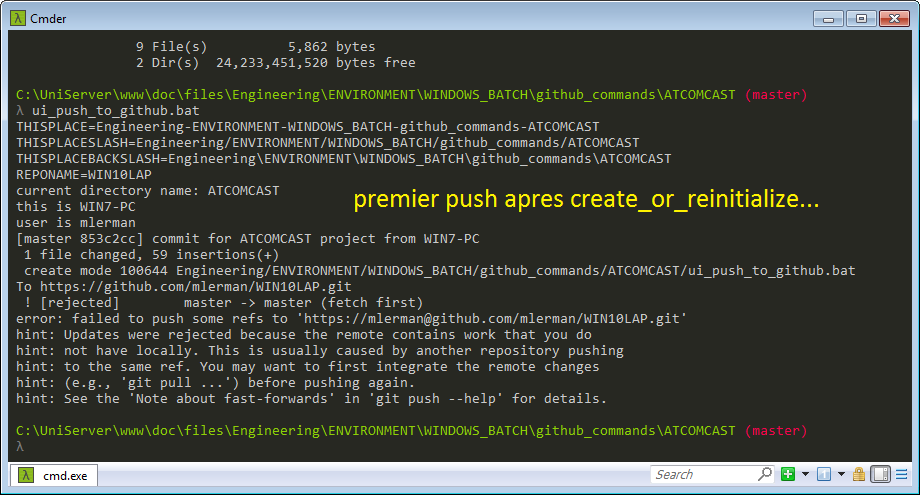 Cmder
9 File(s)          5,862 bytes
2 Dir(s)  24,233,451,520 bytes free
C:\UniServer\www\doc\files\Engineering\ENVIRONMENT\WINDOWS_BATCH\github_commands\ATCOMCAST (master)
λ ui_push_to_github.bat
THISPLACE=Engineering-ENVIRONMENT-WINDOWS_BATCH-github_commands-ATCOMCAST
THISPLACESLASH=Engineering/ENVIRONMENT/WINDOWS_BATCH/github_commands/ATCOMCAST
THISPLACEBACKSLASH=Engineering\ENVIRONMENT\WINDOWS_BATCH\github_commands\ATCOMCAST
REPONAME=WIN10LAP
current directory name: ATCOMCAST
this is WIN7-PC
premier push apres create_or_reinitialize...
user is mlerman
[master 853c2cc] commit for ATCOMCAST project from WIN7-PC
1 file changed, 59 insertions(+)
create mode 100644 Engineering/ENVIRONMENT/WINDOWS_BATCH/github_commands/ATCOMCAST/ui_push_to_github.bat
To https://github.com/mlerman/WIN10LAP.git
! [rejected]        master -> master (fetch first)
error: failed to push some refs to 'https://mlerman@github.com/mlerman/WIN10LAP.git'
hint: Updates were rejected because the remote contains work that you do
hint: not have locally. This is usually caused by another repository pushing
hint: to the same ref. You may want to first integrate the remote changes
hint: (e.g., 'git pull ...') before pushing again.
hint: See the 'Note about fast-forwards' in 'git push --help' for details.
C:\UniServer\www\doc\files\Engineering\ENVIRONMENT\WINDOWS_BATCH\github_commands\ATCOMCAST (master)
λ
λ cmd.exe
Search